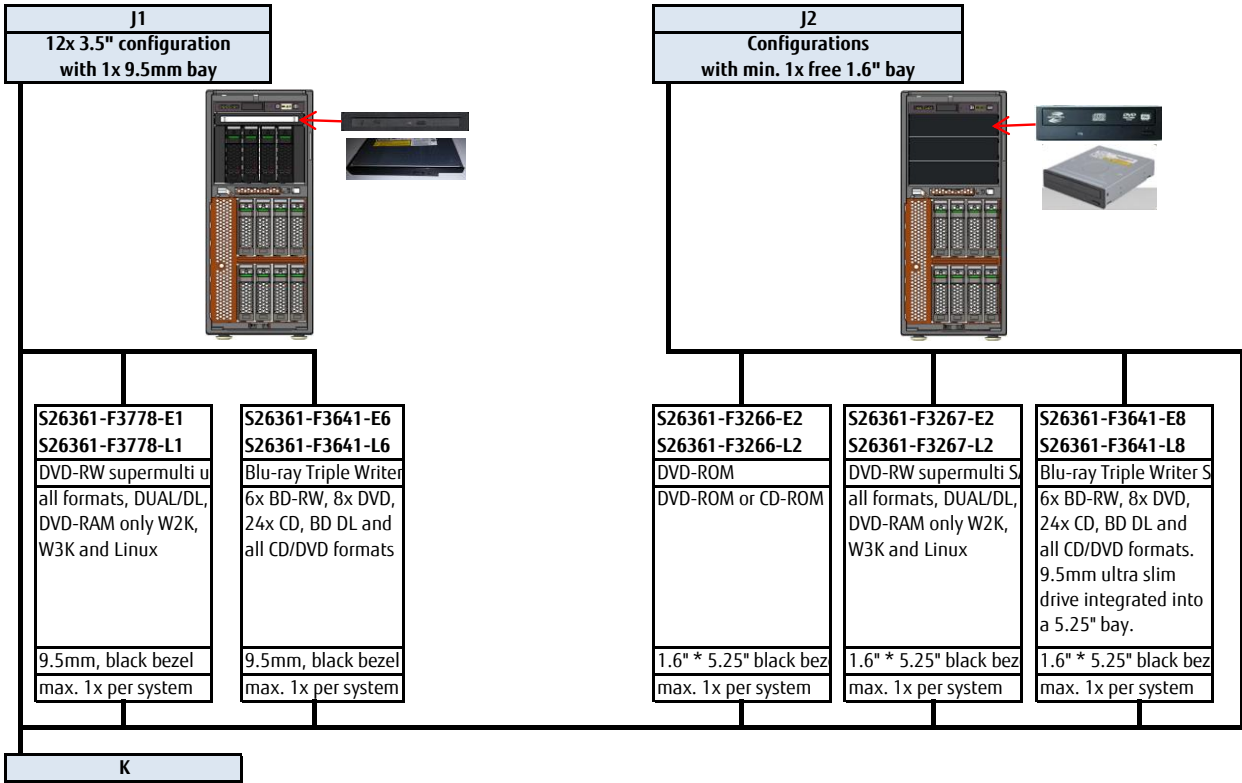 J1
12x 3.5" configuration
with 1x 9.5mm bay
J2
Configurations
with min. 1x free 1.6" bay
S26361-F3778-E1
S26361-F3778-L1
DVD-RW supermulti u
all formats, DUAL/DL,
DVD-RAM only W2K,
W3K and Linux
9.5mm, black bezel
max. 1x per system
S26361-F3641-E6
S26361-F3641-L6
Blu-ray Triple Writer
6x BD-RW, 8x DVD,
24x CD, BD DL and
all CD/DVD formats
9.5mm, black bezel
max. 1x per system
S26361-F3266-E2
S26361-F3266-L2
DVD-ROM
DVD-ROM or CD-ROM
1.6" * 5.25" black bez
max. 1x per system
S26361-F3267-E2
S26361-F3267-L2
DVD-RW supermulti S
all formats, DUAL/DL,
DVD-RAM only W2K,
W3K and Linux
1.6" * 5.25" black bez
max. 1x per system
S26361-F3641-E8
S26361-F3641-L8
Blu-ray Triple Writer S
6x BD-RW, 8x DVD,
24x CD, BD DL and
all CD/DVD formats.
9.5mm ultra slim
drive integrated into
a 5.25" bay.
1.6" * 5.25" black bez
max. 1x per system
K